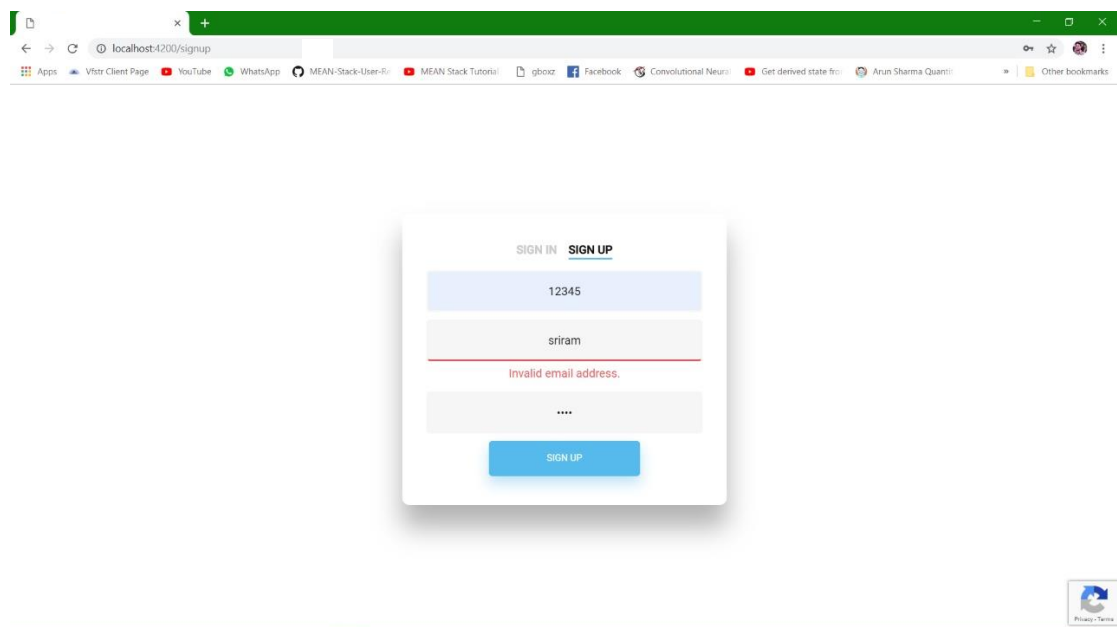 localhost:4200/signup
Apps Vfstr Client Page YouTube WhatsApp MEAN-Stack-User-Re MEAN Stack Tutorial gboxz Facebook Convolutional Neura Get derived state fro Arun Sharma Quanti » Other bookmarks
SIGN IN SIGN UP
12345
sriram
Invalid email address.
••••
SIGN UP
Privacy - Terms